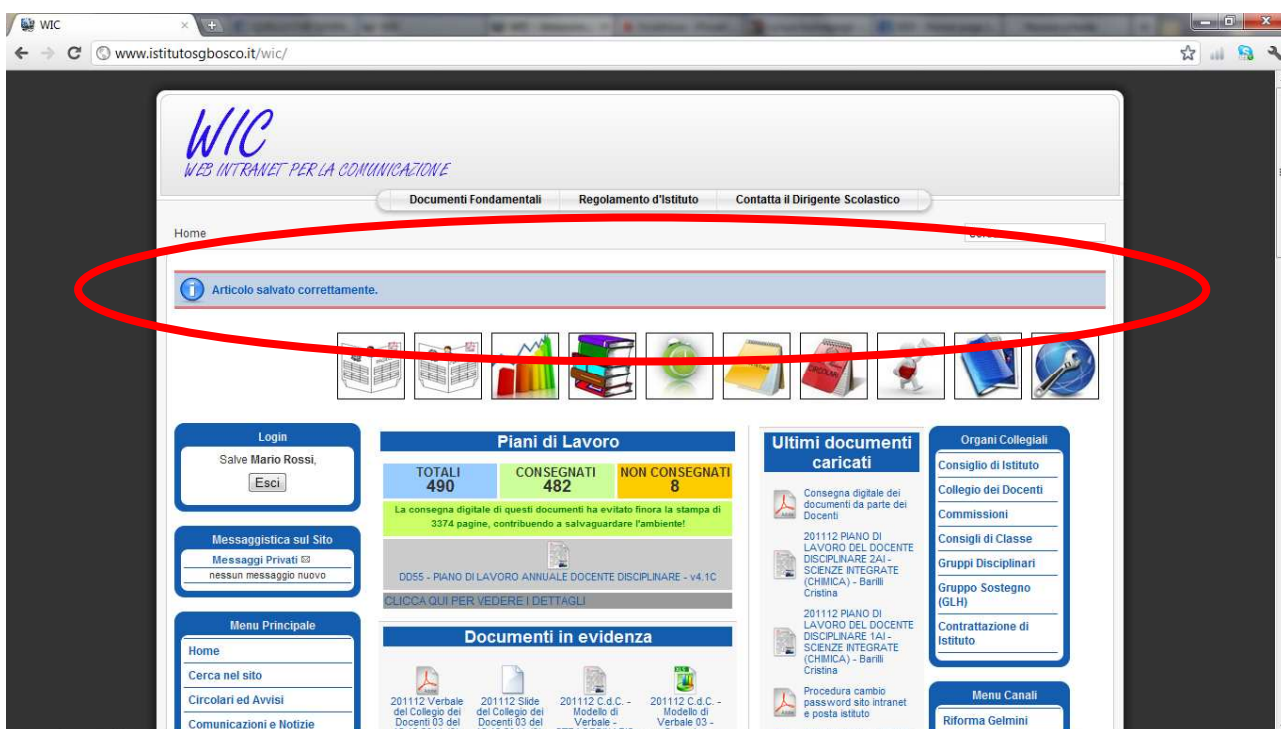 WIC
www.istitutosgbosco.it/wic/
WIC
WEB INTRANET PER LA COMUNICAZIONE
Documenti Fondamentali Regolamento d'Istituto Contatta il Dirigente Scolastico
Home
Articolo salvato correttamente.
CIRCOLARI
Login
Salve Mario Rossi,
Esci
Messaggistica sul Sito
Messaggi Privati
nessun messaggio nuovo
Menu Principale
Home
Cerca nel sito
Circolari ed Avvisi
Comunicazioni e Notizie
Piani di Lavoro
TOTALI CONSEGNATI NON CONSEGNATI
490 482 8
La consegna digitale di questi documenti ha evitato finora la stampa di
3374 pagine, contribuendo a salvaguardare l'ambiente!
DD55 - PIANO DI LAVORO ANNUALE DOCENTE DISCIPLINARE - v4.1C
CLICCA QUI PER VEDERE I DETTAGLI
Documenti in evidenza
201112 Verbale
del Collegio dei
Docenti 03 del
201112 Slide
del Collegio dei
Docenti 03 del
201112 C.d.C. -
Modello di
Verbale -
201112 C.d.C. -
Modello di
Verbale 03 -
Ultimi documenti
caricati
Consegna digitale dei
documenti da parte dei
Docenti
201112 PIANO DI
LAVORO DEL DOCENTE
DISCIPLINARE 2AI -
SCIENZE INTEGRATE
(CHIMICA) - Barilli
Cristina
201112 PIANO DI
LAVORO DEL DOCENTE
DISCIPLINARE 1AI -
SCIENZE INTEGRATE
(CHIMICA) - Barilli
Cristina
Procedura cambio
password sito intranet
e posta istituto
Organi Collegiali
Consiglio di Istituto
Collegio dei Docenti
Commissioni
Consigli di Classe
Gruppi Disciplinari
Gruppo Sostegno
(GLH)
Contrattazione di
Istituto
Menu Canali
Riforma Gelmini